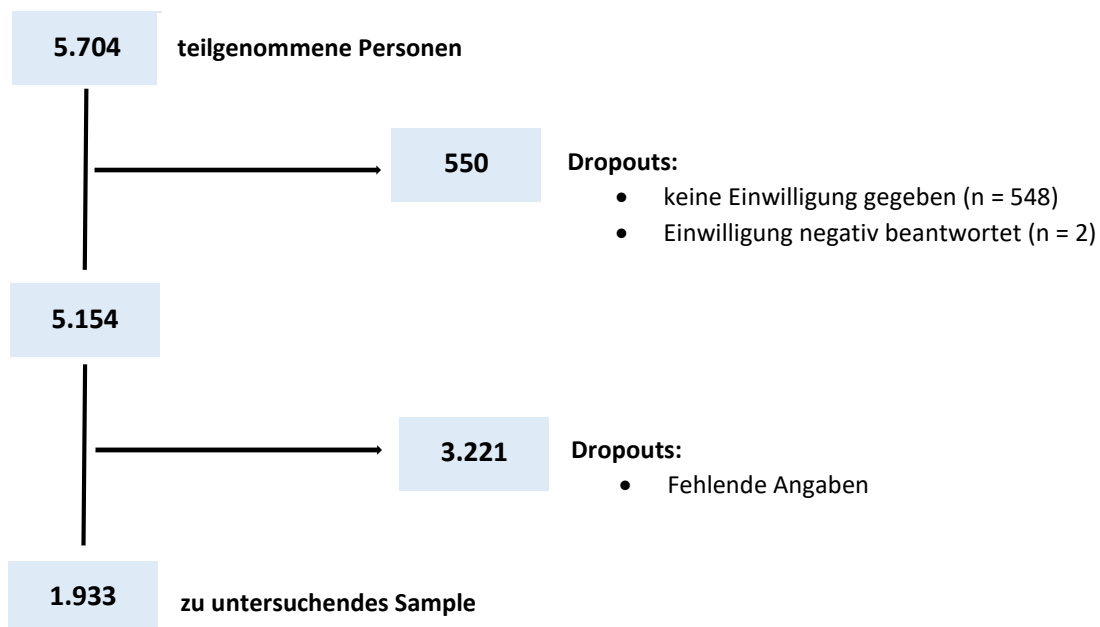 5.704 teilgenommene Personen
550 Dropouts:
• keine Einwilligung gegeben (n = 548)
• Einwilligung negativ beantwortet (n = 2)
5.154
3.221 Dropouts:
• Fehlende Angaben
1.933 zu untersuchendes Sample